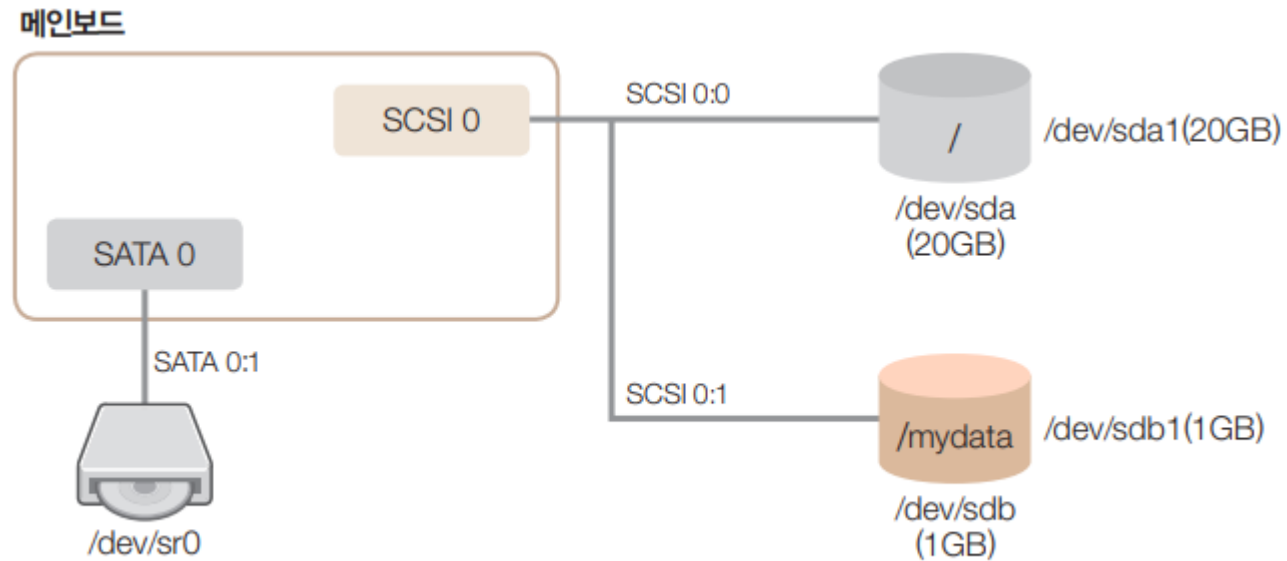 메인보드
SCSI 0
SCSI 0:0
/
/dev/sda1(20GB)
/dev/sda
(20GB)
SATA 0
SATA 0:1
/dev/sr0
SCSI 0:1
/mydata
/dev/sdb1(1GB)
/dev/sdb
(1GB)